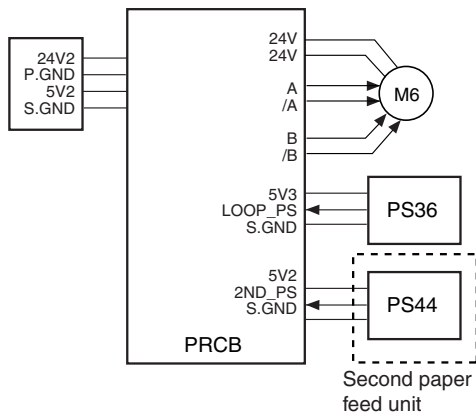 24V2
P.GND
5V2
S.GND
24V
24V
A
/A
B
/B
M6
5V3
LOOP_PS
S.GND
PS36
5V2
2ND_PS
S.GND
PS44
PRCB
Second paper
feed unit